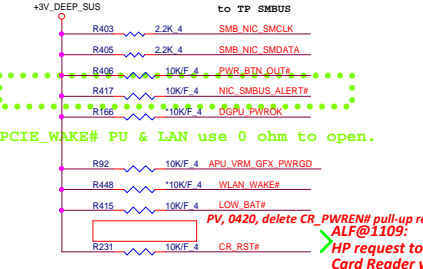 +3V_DEEP_SUS
to TP SMBUS
R403 2.2K_4 SMB_NIC_SMCLK
R405 2.2K_4 SMB_NIC_SMDATA
R406 10K/F_4 PWR_BTN_OUT#
R417 10K/F_4 NIC_SMBUS_ALERT#
R166 *10K/F_4 DGPU_PWROK
PCIE_WAKE# PU & LAN use 0 ohm to open.
R92 10K/F_4 APU_VRM_GFX_PWRGD
R448 *10K/F_4 WLAN_WAKE#
R415 10K/F_4 LOW_BAT#
PV, 0420, delete CR_PWREN# pull-up re
ALF@1109:
HP request to
R231 10K/F_4 CR_RST#
Card Reader